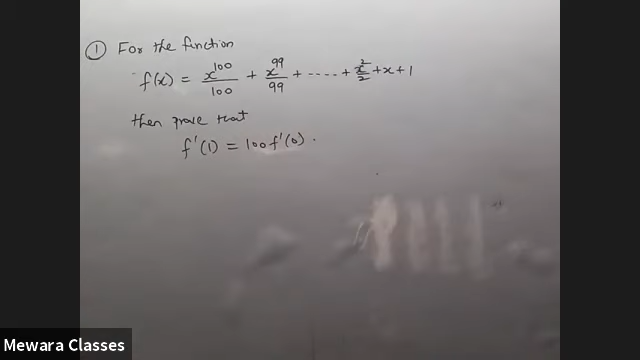 ① For the function
f(x) = x^100/100 + x^99/99 + ----- + x^2/2 + x + 1
then prove that
f'(1) = 100 f'(0).
Mewara Classes